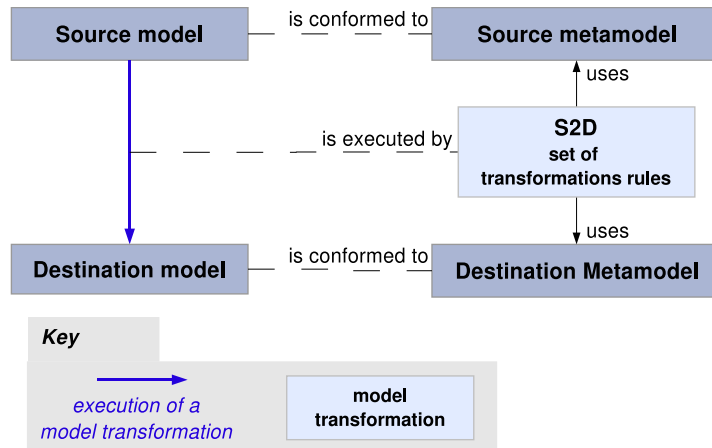 Source model
is conformed to
Source metamodel
uses
is executed by
S2D
set of
transformations rules
uses
Destination model
is conformed to
Destination Metamodel
Key
execution of a
model transformation
model
transformation